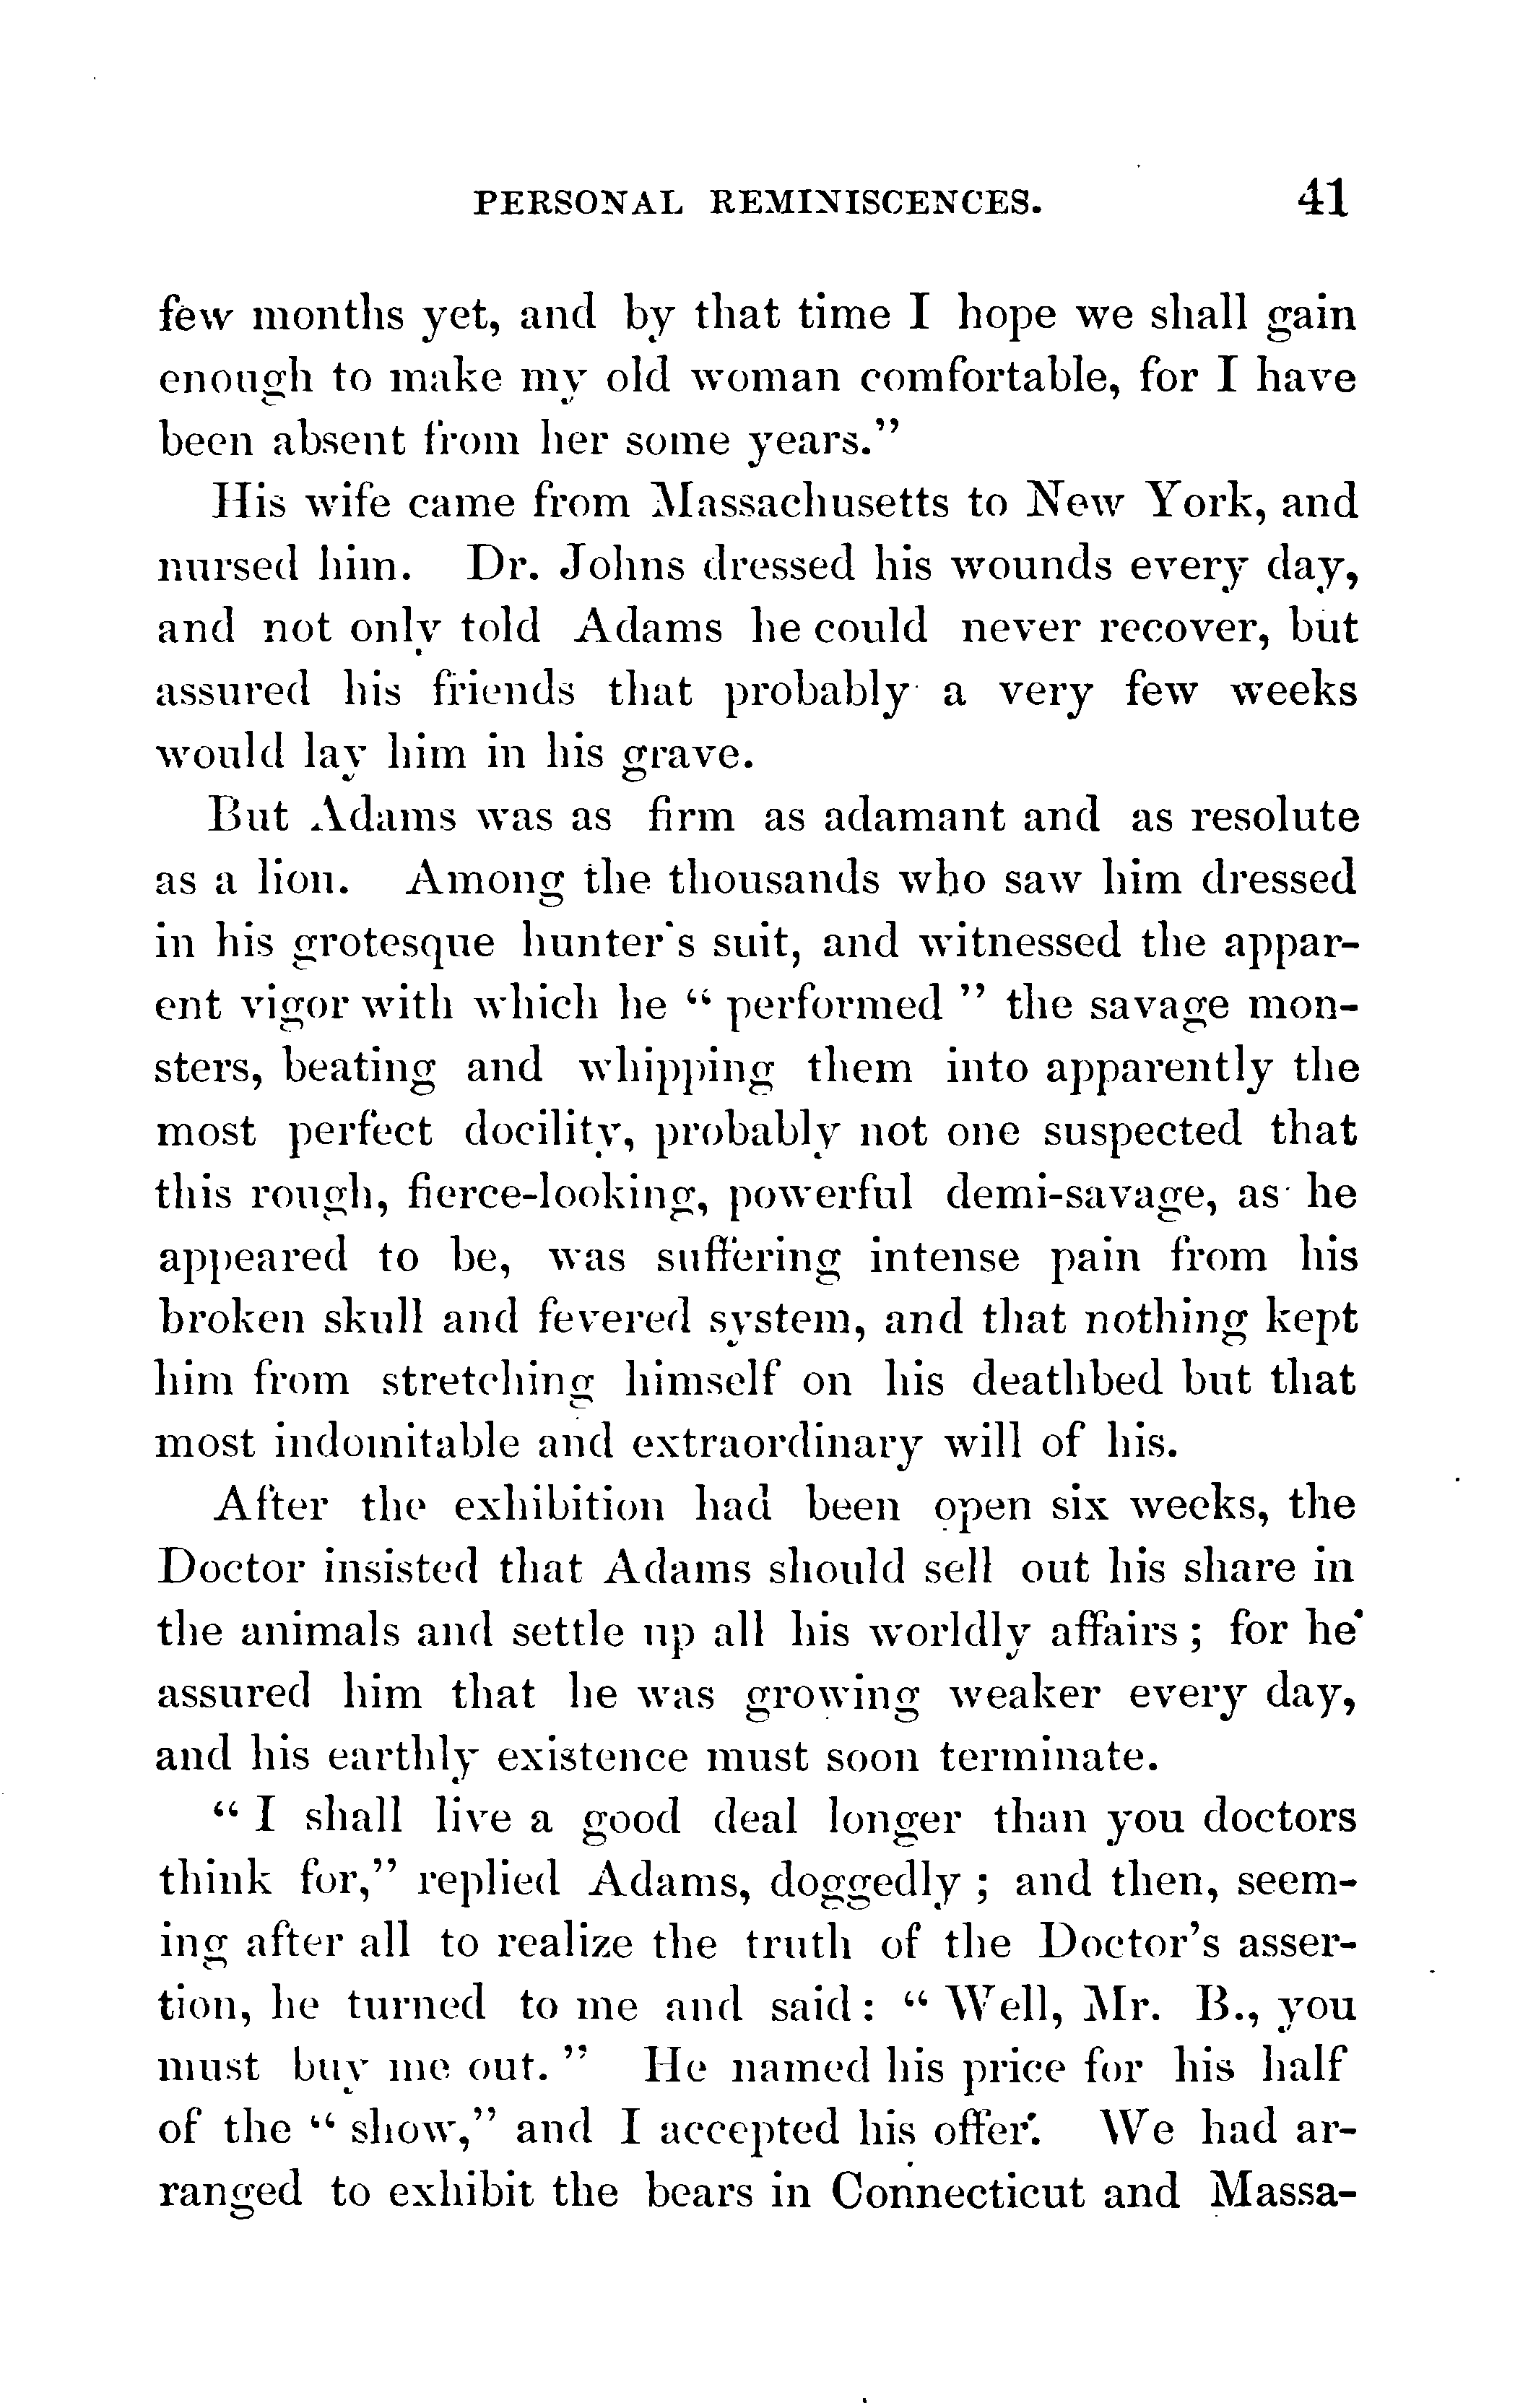 PERSONAL REMINISCENCES. 41
few months yet, and by that time I hope we shall gain
enough to make my old woman comfortable, for I have
been absent from her some years."
His wife came from Massachusetts to New York, and
nursed him. Dr. Johns dressed his wounds every day,
and not only told Adams he could never recover, but
assured his friends that probably a very few weeks
would lay him in his grave.
But Adams was as firm as adamant and as resolute
as a lion. Among the thousands who saw him dressed
in his grotesque hunter's suit, and witnessed the appar-
ent vigor with which he "performed" the savage mon-
sters, beating and whipping them into apparently the
most perfect docility, probably not one suspected that
this rough, fierce-looking, powerful demi-savage, as he
appeared to be, was suffering intense pain from his
broken skull and fevered system, and that nothing kept
him from stretching himself on his deathbed but that
most indomitable and extraordinary will of his.
After the exhibition had been open six weeks, the
Doctor insisted that Adams should sell out his share in
the animals and settle up all his worldly affairs; for he
assured him that he was growing weaker every day,
and his earthly existence must soon terminate.
"I shall live a good deal longer than you doctors
think for," replied Adams, doggedly; and then, seem-
ing after all to realize the truth of the Doctor's asser-
tion, he turned to me and said: "Well, Mr. B., you
must buy me out." He named his price for his half
of the "show," and I accepted his offer. We had ar-
ranged to exhibit the bears in Connecticut and Massa-